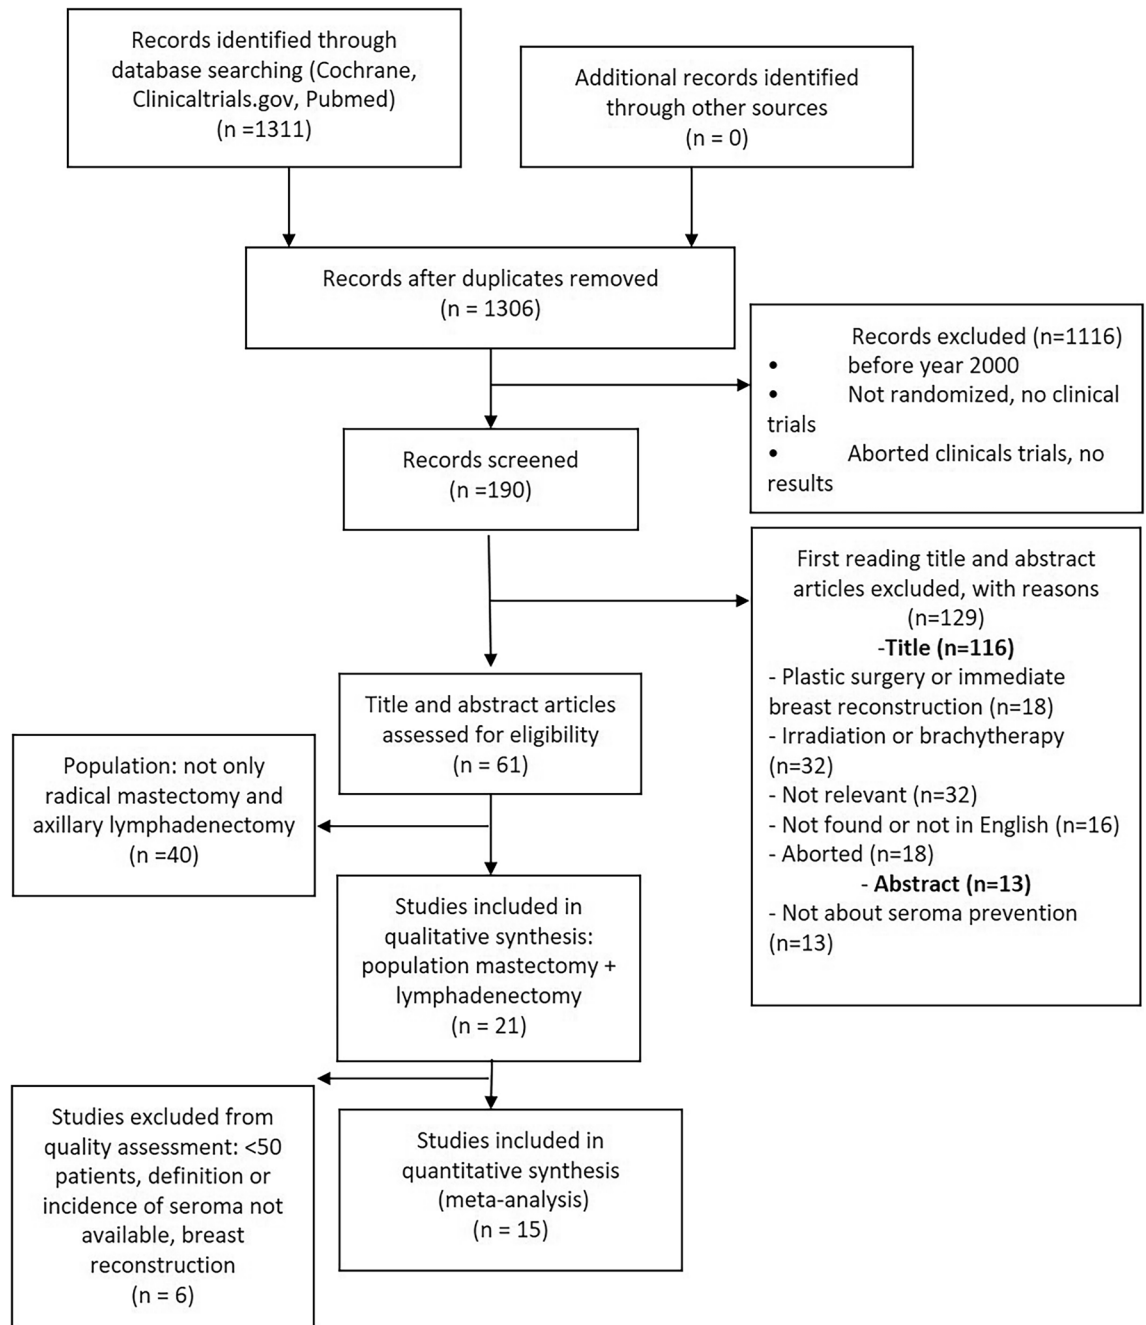 Records identified through
database searching (Cochrane,
Clinicaltrials.gov, Pubmed)
(n =1311)
Additional records identified
through other sources
(n = 0)
Records after duplicates removed
(n = 1306)
Records excluded (n=1116)
• before year 2000
• Not randomized, no clinical
trials
• Aborted clinicals trials, no
results
Records screened
(n =190)
First reading title and abstract
articles excluded, with reasons
(n=129)
-Title (n=116)
- Plastic surgery or immediate
breast reconstruction (n=18)
- Irradiation or brachytherapy
(n=32)
- Not relevant (n=32)
- Not found or not in English (n=16)
- Aborted (n=18)
- Abstract (n=13)
- Not about seroma prevention
(n=13)
Title and abstract articles
assessed for eligibility
(n = 61)
Population: not only
radical mastectomy and
axillary lymphadenectomy
(n =40)
Studies included in
qualitative synthesis:
population mastectomy +
lymphadenectomy
(n = 21)
Studies excluded from
quality assessment: <50
patients, definition or
incidence of seroma not
available, breast
reconstruction
(n = 6)
Studies included in
quantitative synthesis
(meta-analysis)
(n = 15)